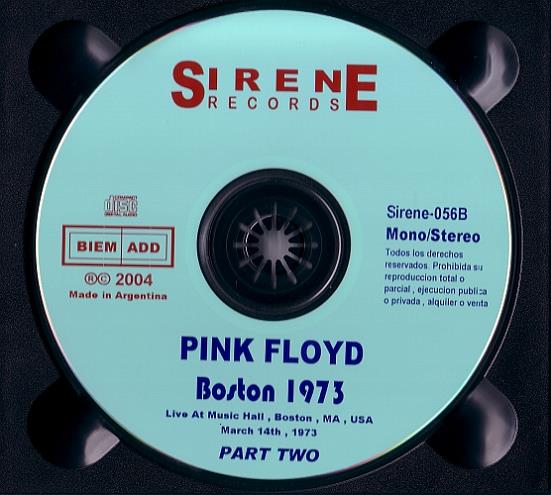 SIRENE
RECORDS
COMPACT
disc
DIGITAL AUDIO
BIEM ADD
®© 2004
Made in Argentina
Sirene-056B
Mono/Stereo
Todos los derechos
reservados. Prohibida su
reproduccion total o
parcial , ejecucion publica
o privada , alquiler o venta
PINK FLOYD
Boston 1973
Live At Music Hall , Boston , MA , USA
March 14th , 1973
PART TWO